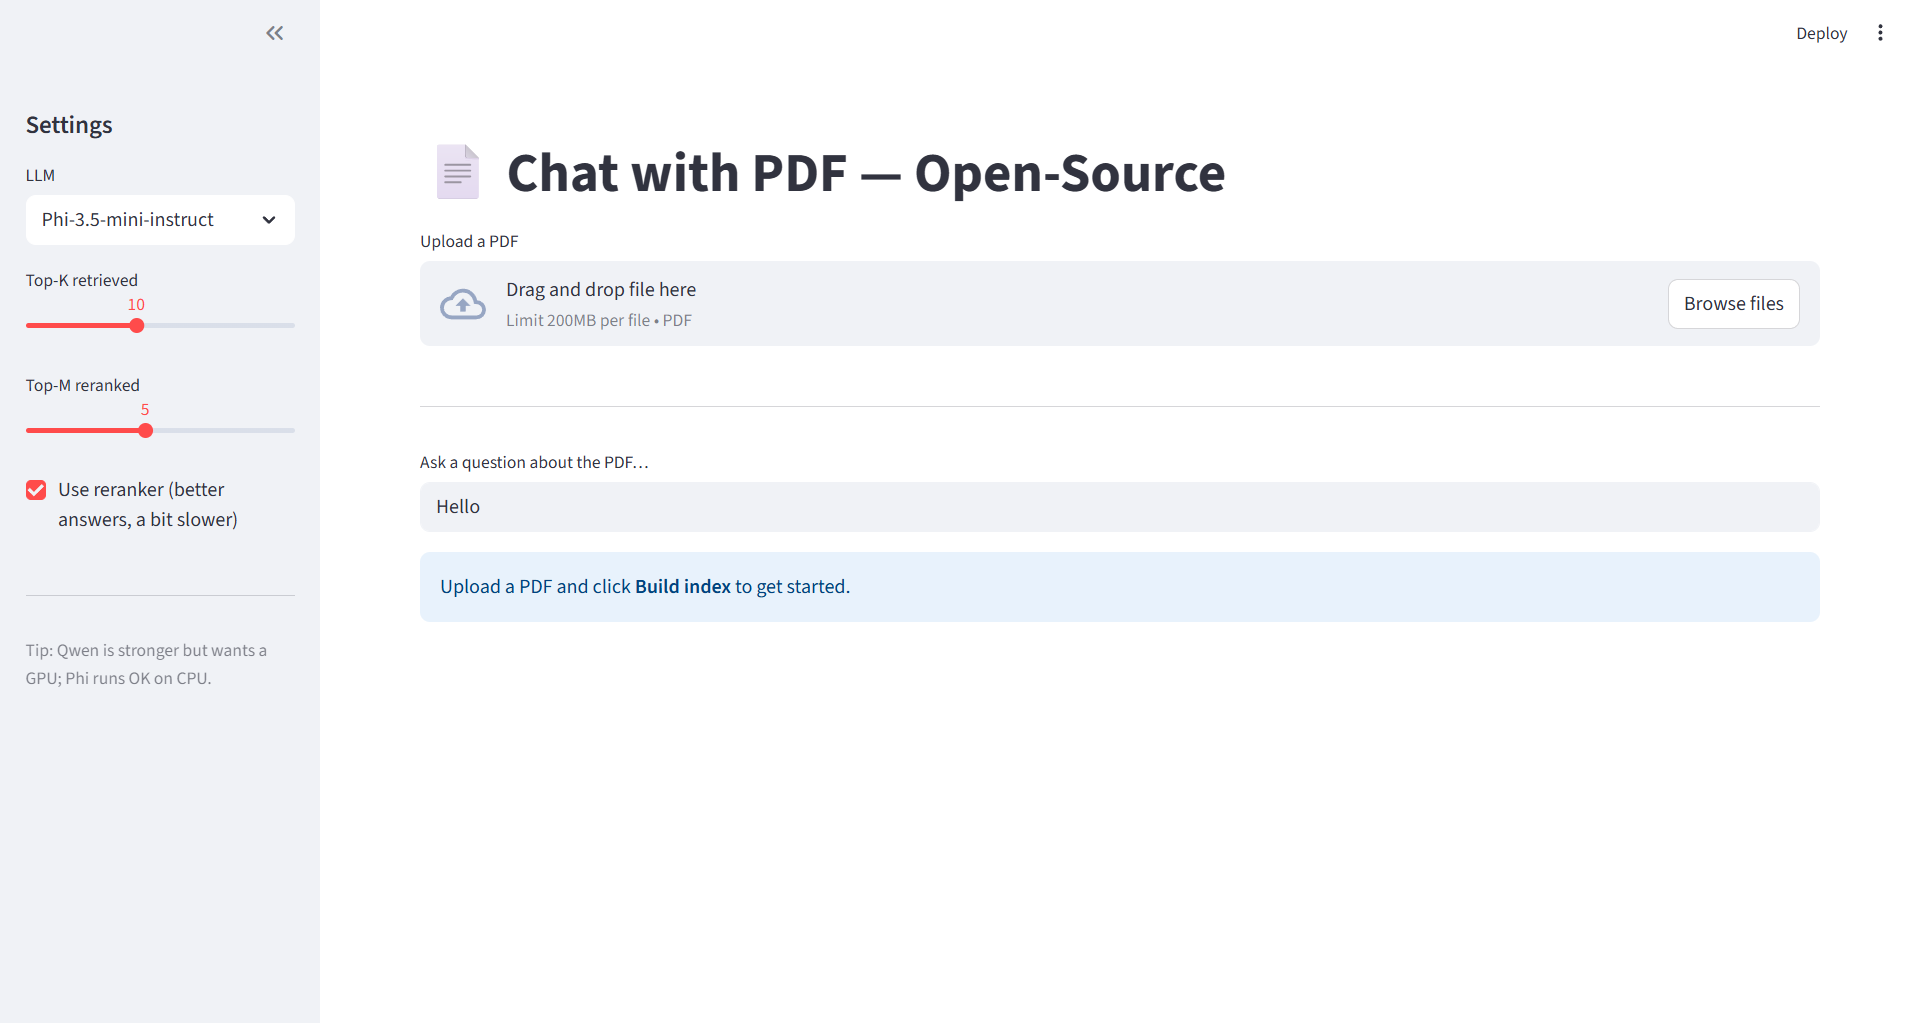 Deploy
Settings
LLM
Phi-3.5-mini-instruct
Top-K retrieved
10
Top-M reranked
5
Use reranker (better
answers, a bit slower)
Tip: Qwen is stronger but wants a
GPU; Phi runs OK on CPU.
Chat with PDF — Open-Source
Upload a PDF
Drag and drop file here
Limit 200MB per file • PDF
Browse files
Ask a question about the PDF…
Hello
Upload a PDF and click Build index to get started.